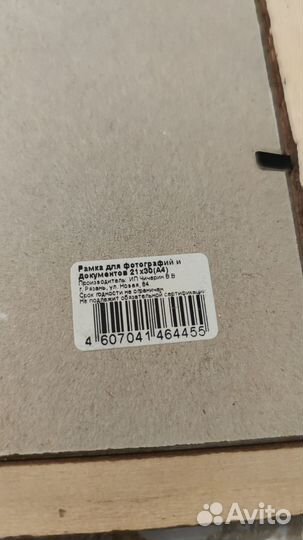 Рамка для фотографий и
документов 21х30(А4)
Производитель: ИП Чичерин В.В
г. Рязань, ул. Новая, 84
Срок годности не ограничен
Не подлежит обязательной сертификации
4 607041 464455
Avito